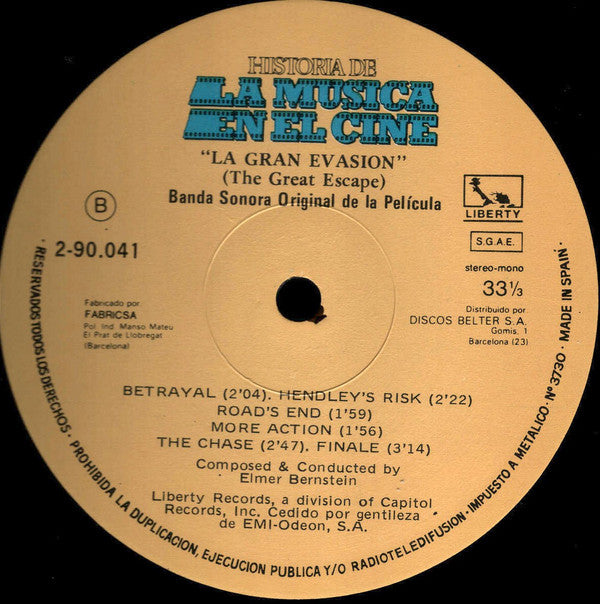 HISTORIA DE
LA MUSICA
EN EL CINE
"LA GRAN EVASION"
(The Great Escape)
Banda Sonora Original de la Película
B
LIBERTY
2-90.041
S.G.A.E.
stereo-mono
33⅓
Fabricado por
FABRICSA
Pol. Ind. Manso Mateu
El Prat de Llobregat
(Barcelona)
Distribuido por
DISCOS BELTER S.A.
Gomis, 1
Barcelona (23)
BETRAYAL (2'04). HENDLEY'S RISK (2'22)
ROAD'S END (1'59)
MORE ACTION (1'56)
THE CHASE (2'47). FINALE (3'14)
Composed & Conducted by
Elmer Bernstein
Liberty Records, a division of Capitol
Records, Inc. Cedido por gentileza
de EMI-Odeon, S.A.
· RESERVADOS TODOS LOS DERECHOS · PROHIBIDA LA DUPLICACION, EJECUCION PUBLICA Y/O RADIOTELEDIFUSION · IMPUESTO A METALICO · Nº 3730 · MADE IN SPAIN ·